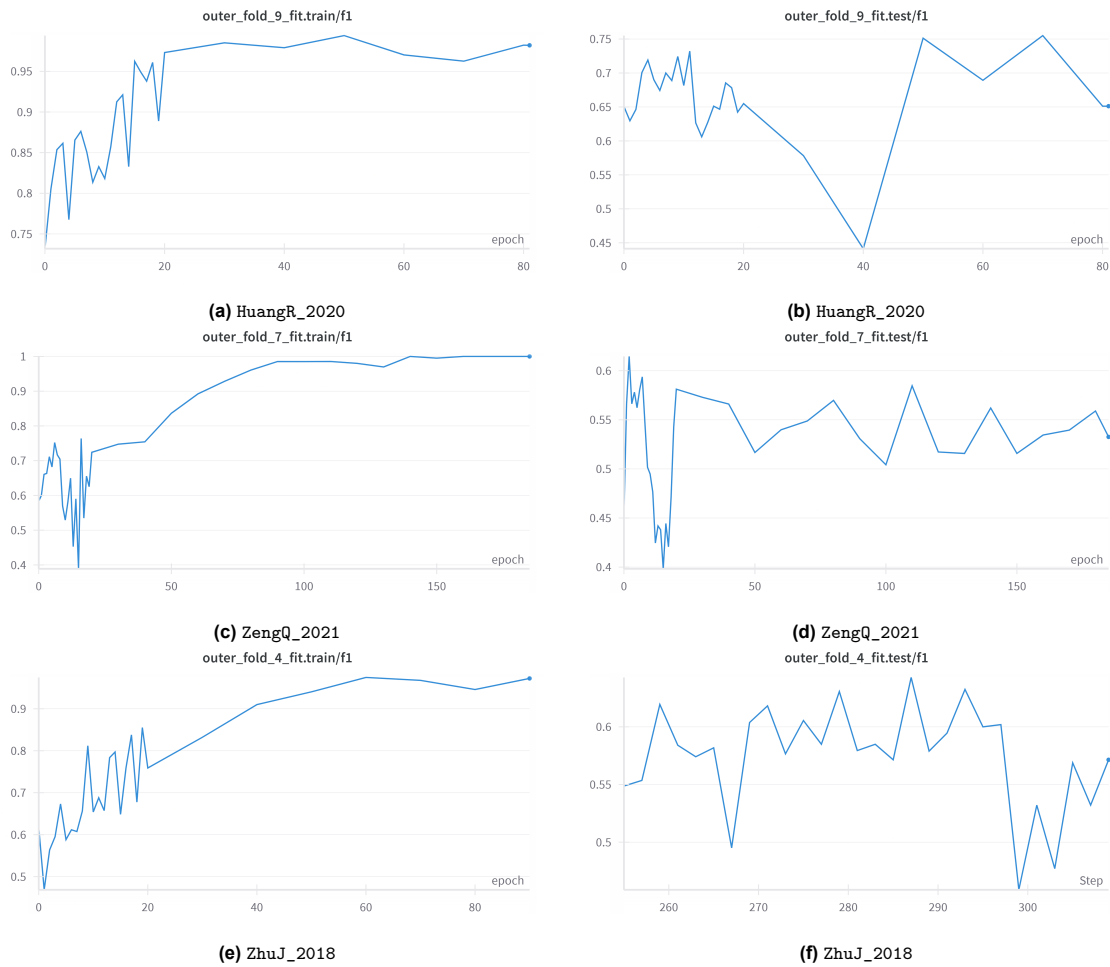 outer_fold_9_fit.train/f1
0.95
0.9
0.85
0.8
0.75
epoch
0 20 40 60 80
(a) HuangR_2020
outer_fold_9_fit.test/f1
0.75
0.7
0.65
0.6
0.55
0.5
0.45
epoch
0 20 40 60 80
(b) HuangR_2020
outer_fold_7_fit.train/f1
1
0.9
0.8
0.7
0.6
0.5
0.4
epoch
0 50 100 150
(c) ZengQ_2021
outer_fold_7_fit.test/f1
0.6
0.55
0.5
0.45
0.4
epoch
0 50 100 150
(d) ZengQ_2021
outer_fold_4_fit.train/f1
0.9
0.8
0.7
0.6
0.5
epoch
0 20 40 60 80
(e) ZhuJ_2018
outer_fold_4_fit.test/f1
0.6
0.55
0.5
Step
260 270 280 290 300
(f) ZhuJ_2018